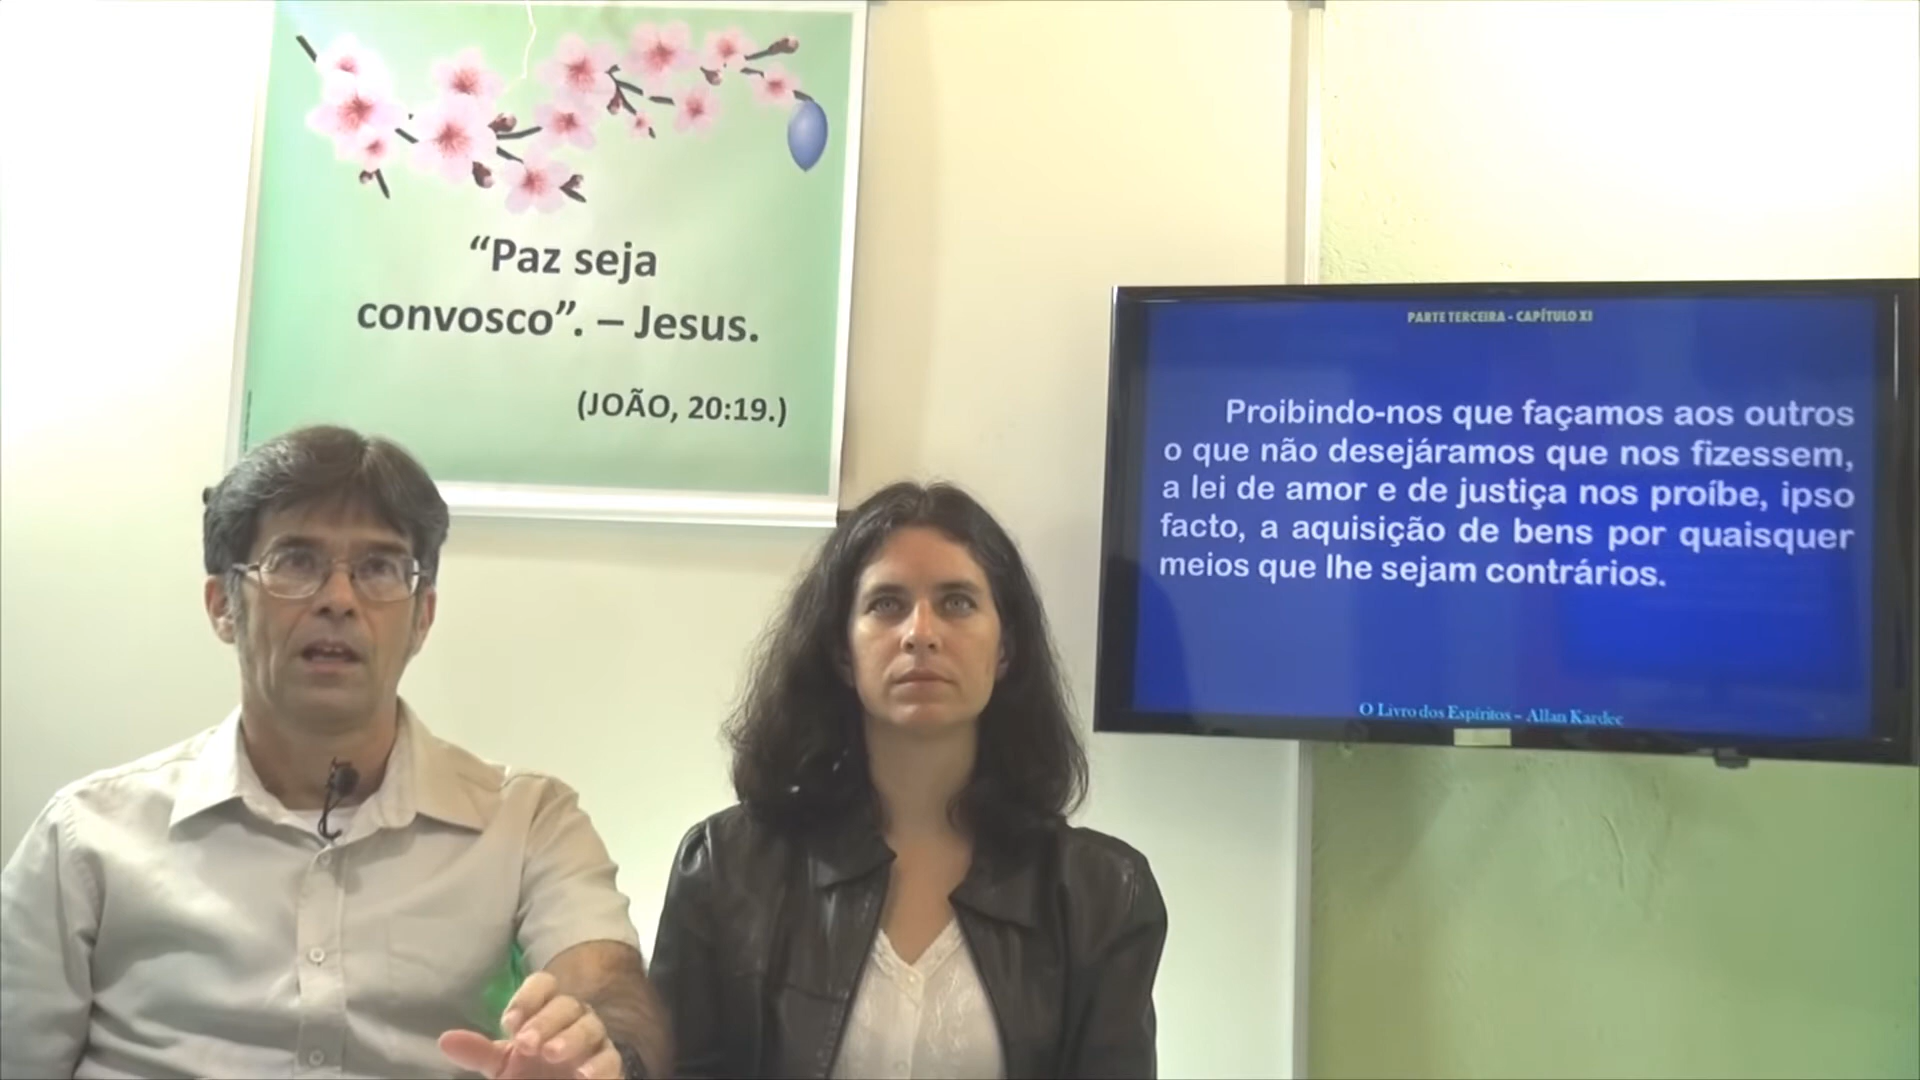 “Paz seja
convosco”. – Jesus.
(JOÃO, 20:19.)
PARTE TERCEIRA - CAPÍTULO XI
Proibindo-nos que façamos aos outros
o que não desejáramos que nos fizessem,
a lei de amor e de justiça nos proíbe, ipso
facto, a aquisição de bens por quaisquer
meios que lhe sejam contrários.
O Livro dos Espíritos – Allan Kardec